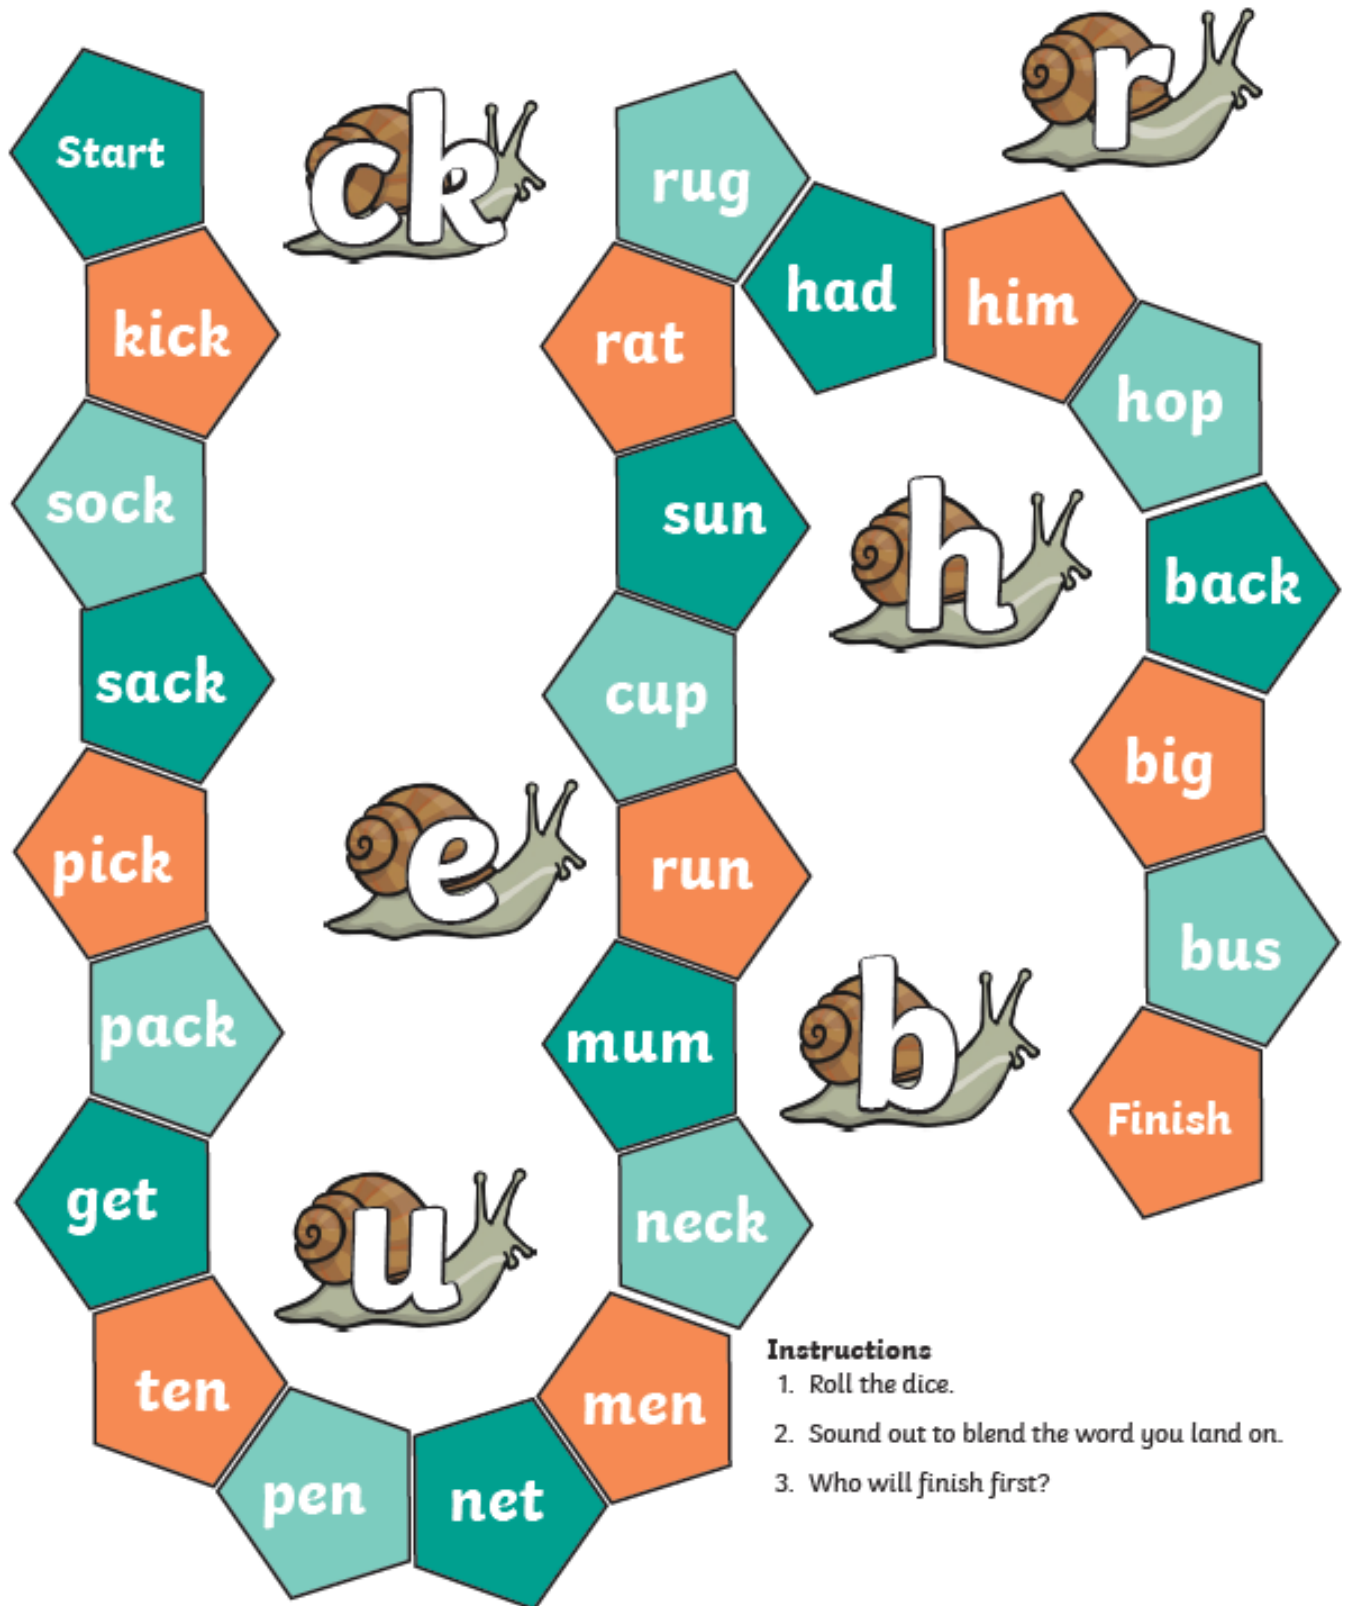 Start
kick
sock
sack
pick
pack
get
ten
pen
net
men
neck
mum
run
cup
sun
rat
rug
had
him
hop
back
big
bus
Finish
ck
e
u
r
h
b
Instructions
1. Roll the dice.
2. Sound out to blend the word you land on.
3. Who will finish first?